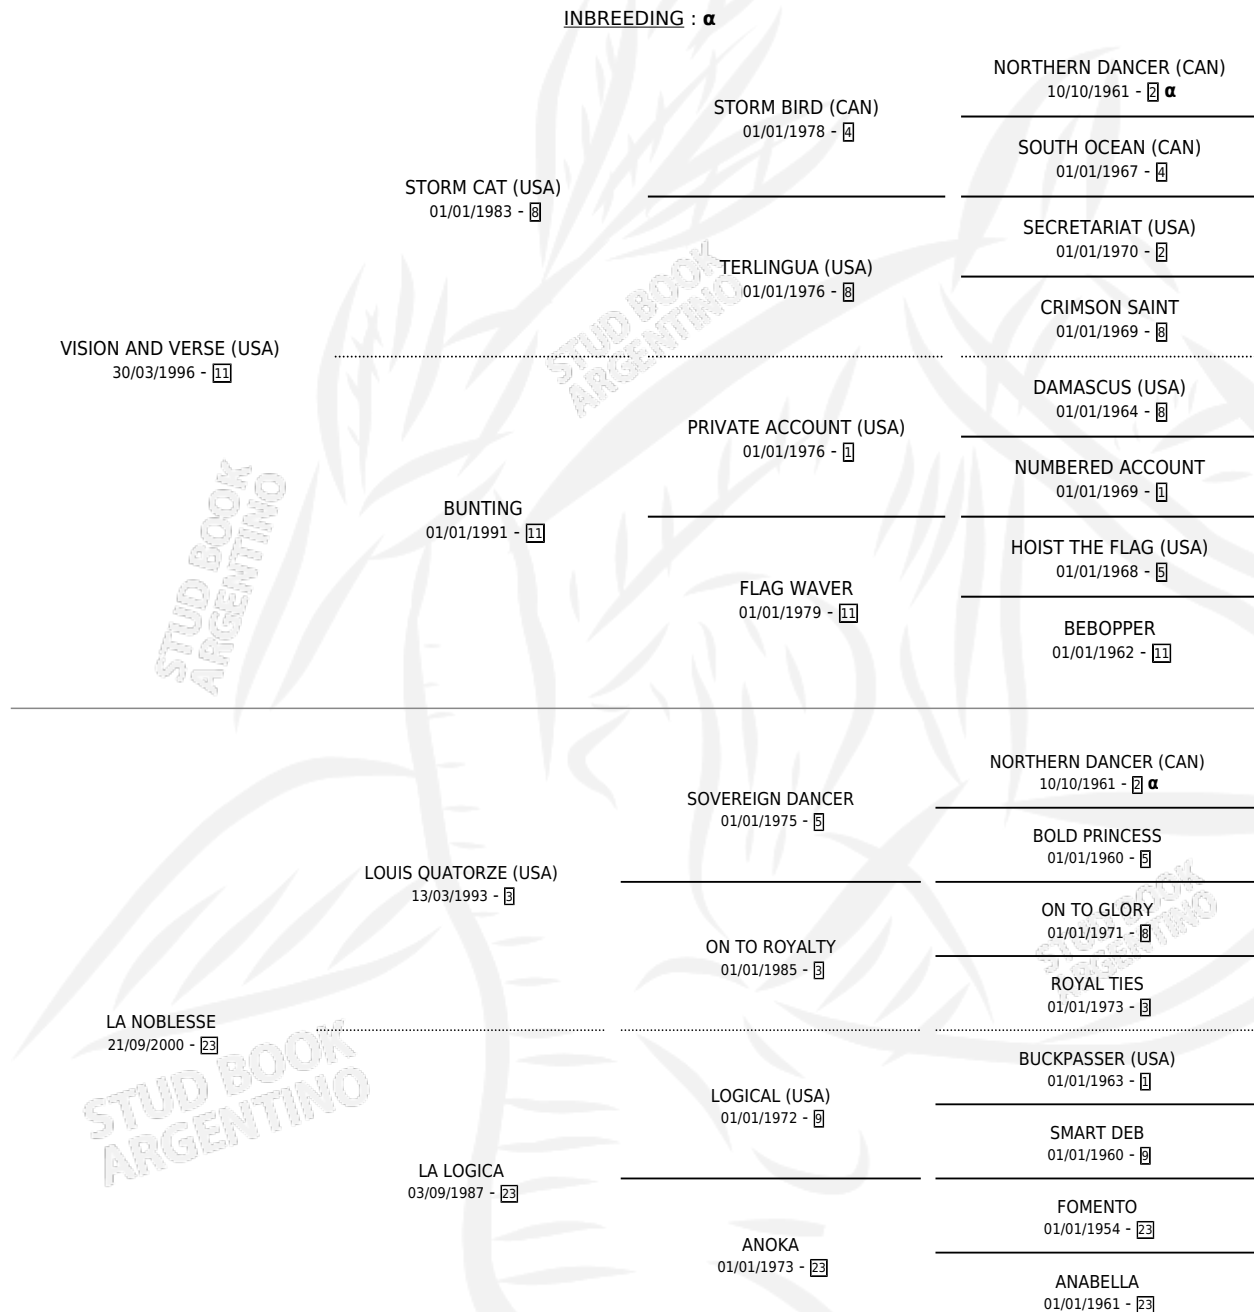 INBREEDING : α
NORTHERN DANCER (CAN)
10/10/1961 - 2 α
STORM BIRD (CAN)
01/01/1978 - 4
SOUTH OCEAN (CAN)
01/01/1967 - 4
STORM CAT (USA)
01/01/1983 - 8
SECRETARIAT (USA)
01/01/1970 - 2
TERLINGUA (USA)
01/01/1976 - 8
CRIMSON SAINT
01/01/1969 - 8
VISION AND VERSE (USA)
30/03/1996 - 11
DAMASCUS (USA)
01/01/1964 - 8
PRIVATE ACCOUNT (USA)
01/01/1976 - 1
NUMBERED ACCOUNT
01/01/1969 - 1
BUNTING
01/01/1991 - 11
HOIST THE FLAG (USA)
01/01/1968 - 5
FLAG WAVER
01/01/1979 - 11
BEBOPPER
01/01/1962 - 11
NORTHERN DANCER (CAN)
10/10/1961 - 2 α
SOVEREIGN DANCER
01/01/1975 - 5
BOLD PRINCESS
01/01/1960 - 5
LOUIS QUATORZE (USA)
13/03/1993 - 3
ON TO GLORY
01/01/1971 - 8
ON TO ROYALTY
01/01/1985 - 3
ROYAL TIES
01/01/1973 - 3
LA NOBLESSE
21/09/2000 - 23
BUCKPASSER (USA)
01/01/1963 - 1
LOGICAL (USA)
01/01/1972 - 9
SMART DEB
01/01/1960 - 9
LA LOGICA
03/09/1987 - 23
FOMENTO
01/01/1954 - 23
ANOKA
01/01/1973 - 23
ANABELLA
01/01/1961 - 23
STUD BOOK
ARGENTINO
STUD BOOK
ARGENTINO
STUD BOOK
ARGENTINO
STUD BOOK
ARGENTINO